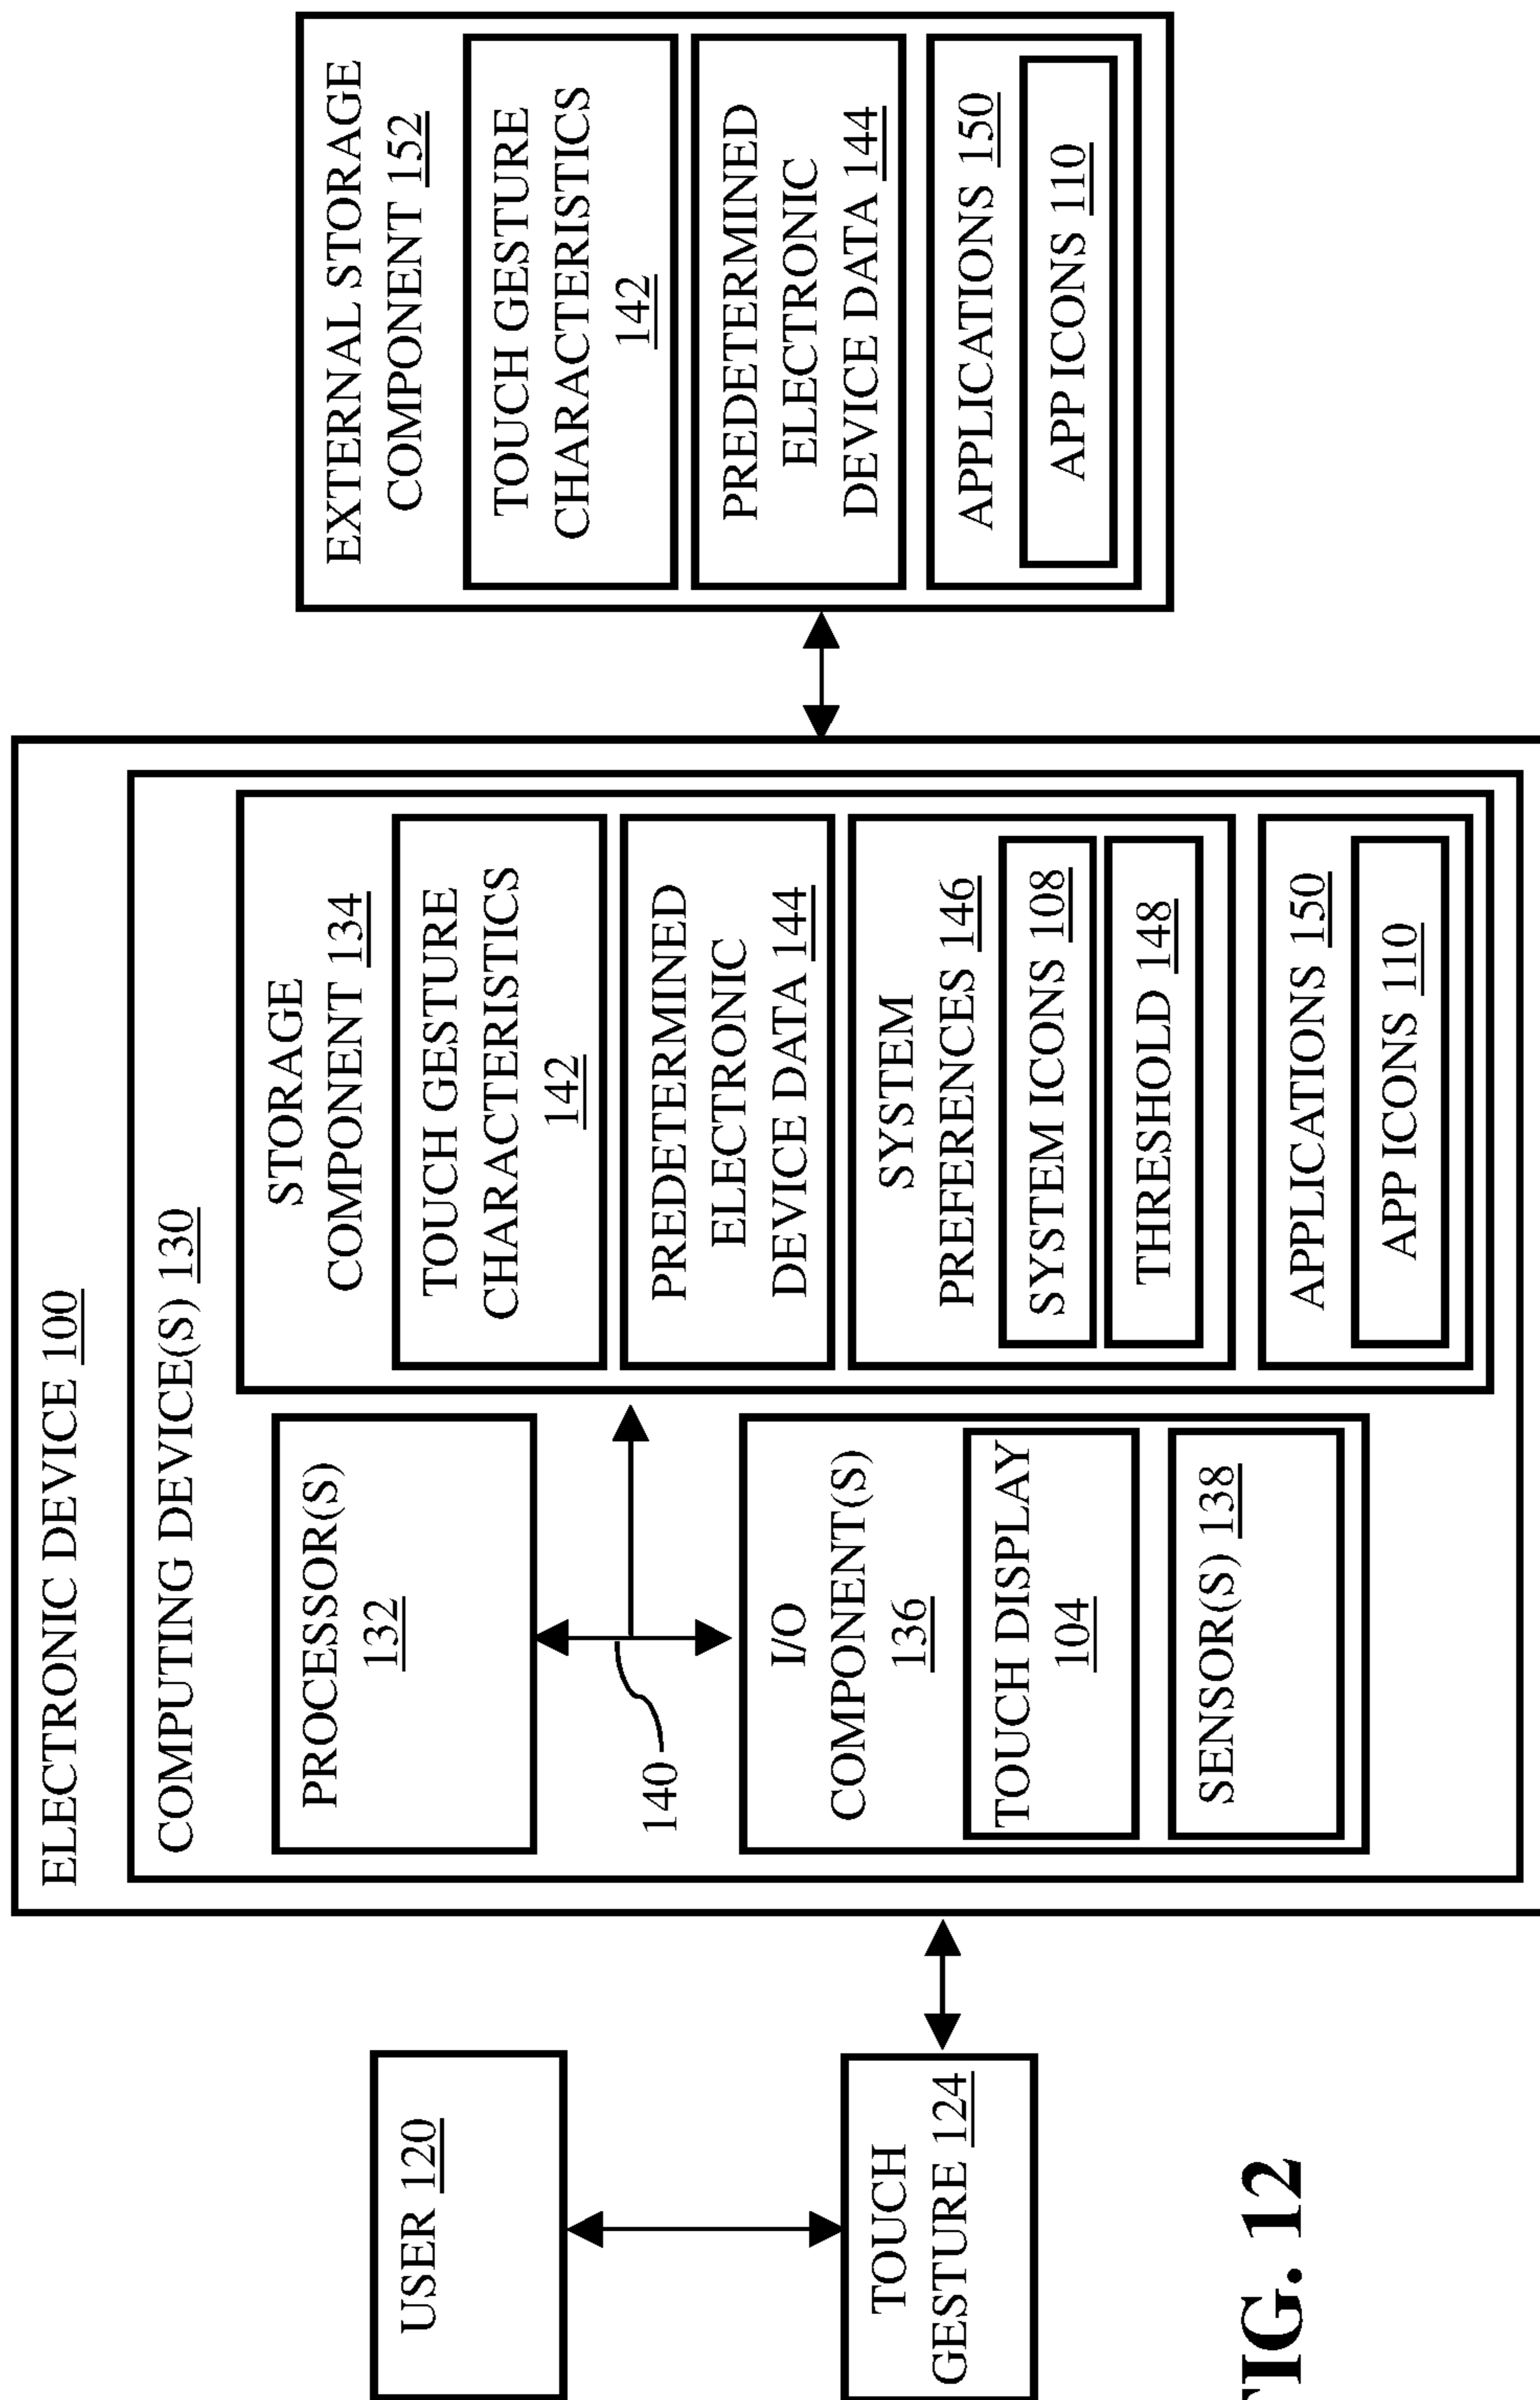 ELECTRONIC DEVICE 100
COMPUTING DEVICE(S) 130
PROCESSOR(S)
132
140
I/O
COMPONENT(S)
136
TOUCH DISPLAY
104
SENSOR(S) 138
STORAGE
COMPONENT 134
TOUCH GESTURE
CHARACTERISTICS
142
PREDETERMINED
ELECTRONIC
DEVICE DATA 144
SYSTEM
PREFERENCES 146
SYSTEM ICONS 108
THRESHOLD 148
APPLICATIONS 150
APP ICONS 110
EXTERNAL STORAGE
COMPONENT 152
TOUCH GESTURE
CHARACTERISTICS
142
PREDETERMINED
ELECTRONIC
DEVICE DATA 144
APPLICATIONS 150
APP ICONS 110
USER 120
TOUCH
GESTURE 124
FIG. 12